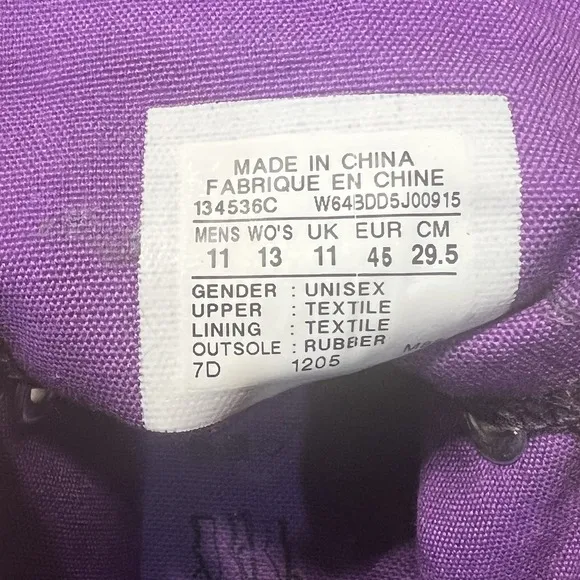 MADE IN CHINA
FABRIQUE EN CHINE
134536C W64BDD5J00915
MENS WO'S UK EUR CM
11 13 11 45 29.5
GENDER : UNISEX
UPPER : TEXTILE
LINING : TEXTILE
OUTSOLE : RUBBER
7D 1205